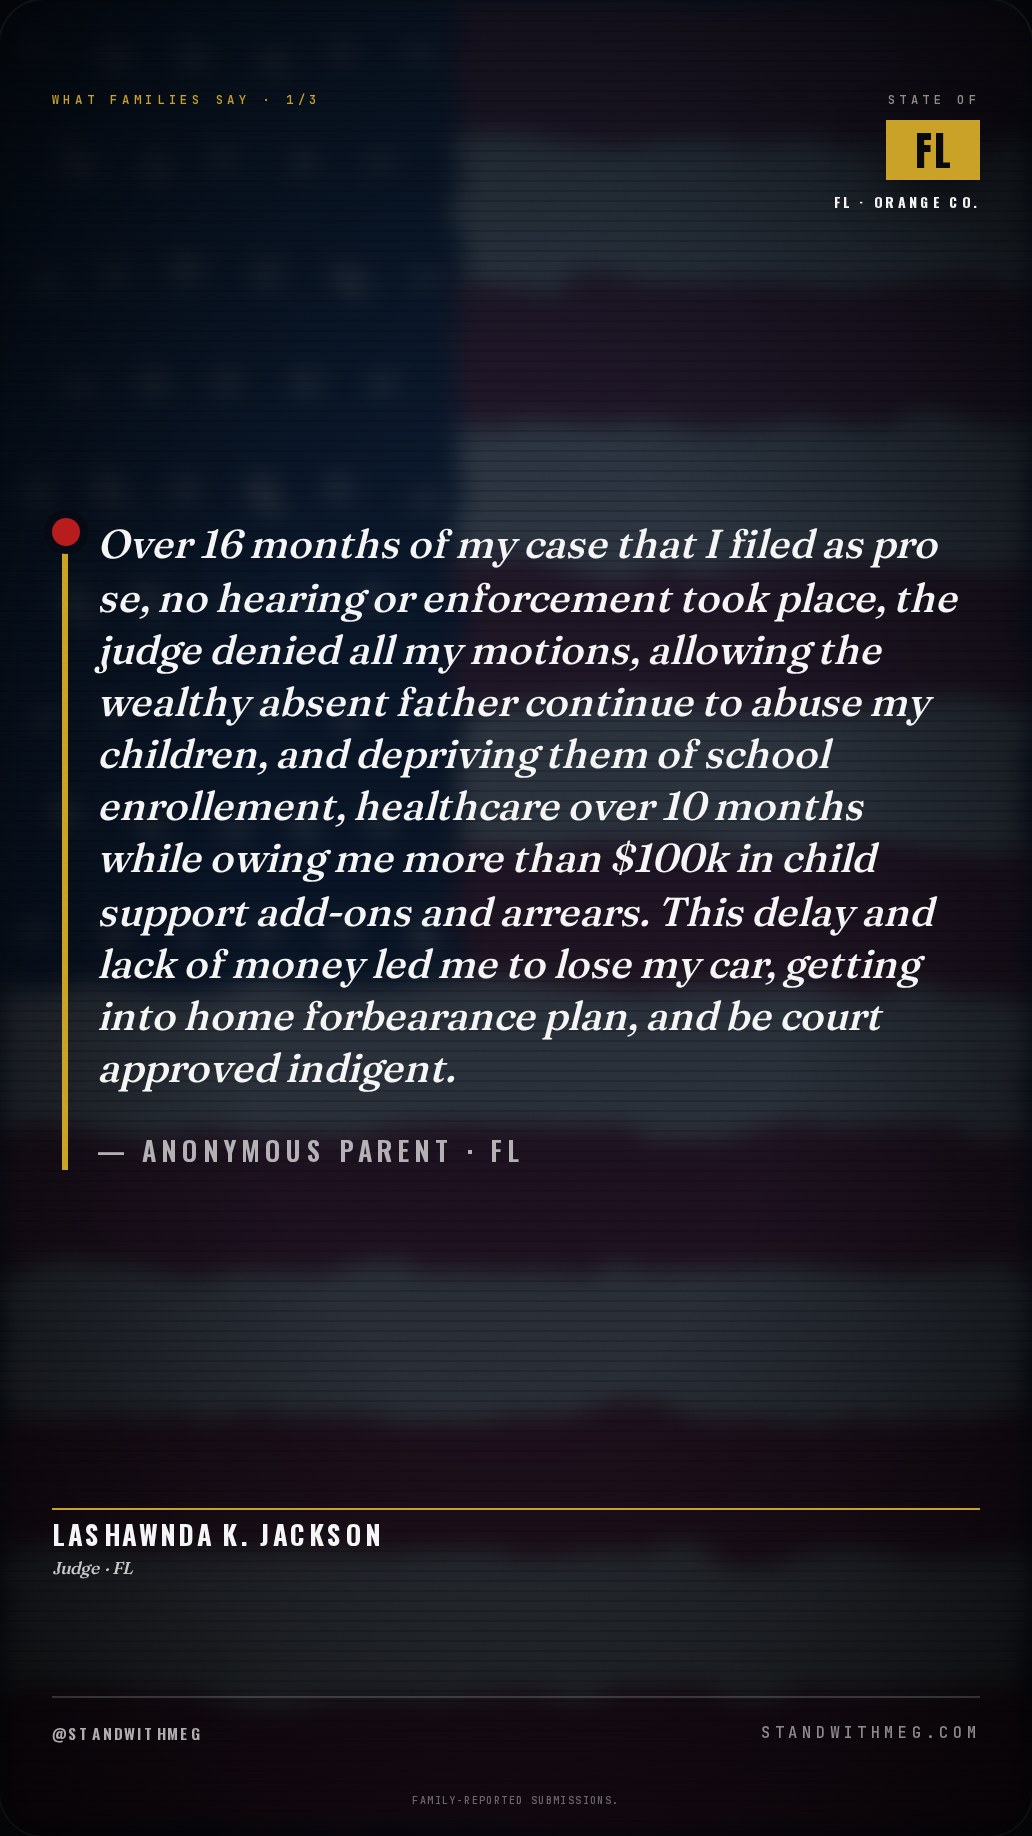 WHAT FAMILIES SAY · 1/3
STATE OF
FL
FL · ORANGE CO.
Over 16 months of my case that I filed as pro
se, no hearing or enforcement took place, the
judge denied all my motions, allowing the
wealthy absent father continue to abuse my
children, and depriving them of school
enrollement, healthcare over 10 months
while owing me more than $100k in child
support add-ons and arrears. This delay and
lack of money led me to lose my car, getting
into home forbearance plan, and be court
approved indigent.
— ANONYMOUS PARENT · FL
LASHAWNDA K. JACKSON
Judge · FL
@STANDWITHMEG
STANDWITHMEG.COM
FAMILY-REPORTED SUBMISSIONS.